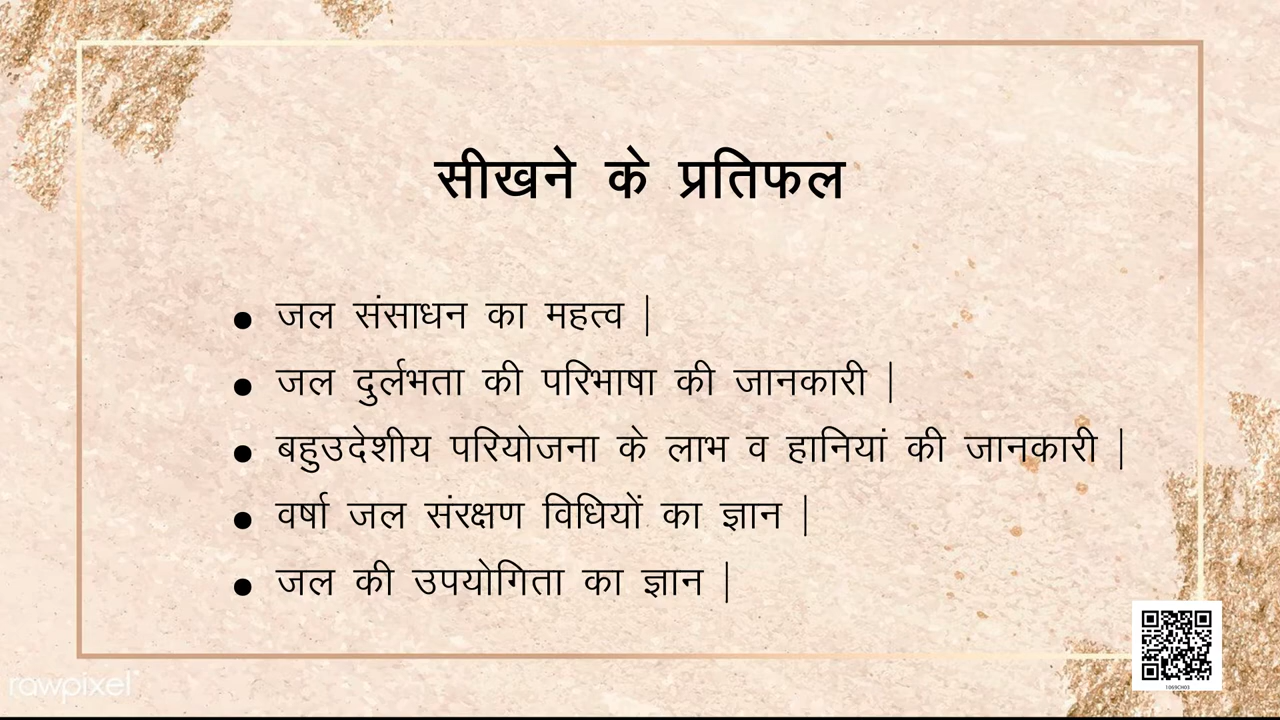 सीखने के प्रतिफल
• जल संसाधन का महत्व |
• जल दुर्लभता की परिभाषा की जानकारी |
• बहुउदेशीय परियोजना के लाभ व हानियां की जानकारी |
• वर्षा जल संरक्षण विधियों का ज्ञान |
• जल की उपयोगिता का ज्ञान |
rawpixel
1069CH03